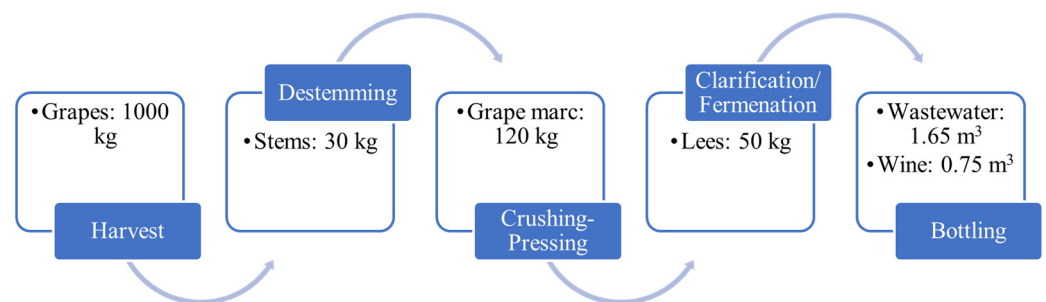 •Grapes: 1000
kg
Harvest
Destemming
•Stems: 30 kg
•Grape marc:
120 kg
Crushing-
Pressing
Clarification/
Fermenation
•Lees: 50 kg
•Wastewater:
1.65 m³
•Wine: 0.75 m³
Bottling